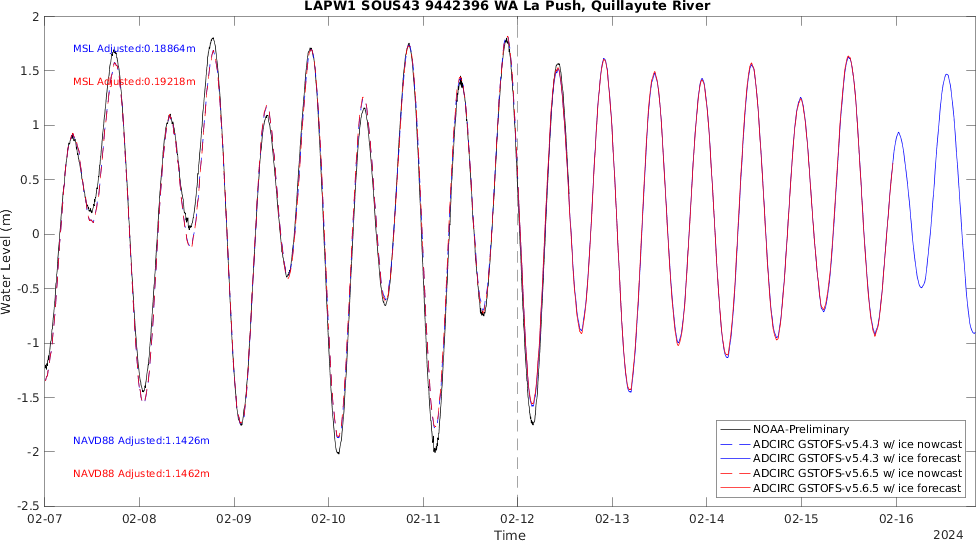 LAPW1 SOUS43 9442396 WA La Push, Quillayute River
2
1.5
1
0.5
0
-0.5
-1
-1.5
-2
-2.5
Water Level (m)
MSL Adjusted:0.18864m
MSL Adjusted:0.19218m
NAVD88 Adjusted:1.1426m
NAVD88 Adjusted:1.1462m
NOAA-Preliminary
ADCIRC GSTOFS-v5.4.3 w/ ice nowcast
ADCIRC GSTOFS-v5.4.3 w/ ice forecast
ADCIRC GSTOFS-v5.6.5 w/ ice nowcast
ADCIRC GSTOFS-v5.6.5 w/ ice forecast
02-07 02-08 02-09 02-10 02-11 02-12 02-13 02-14 02-15 02-16
Time
2024